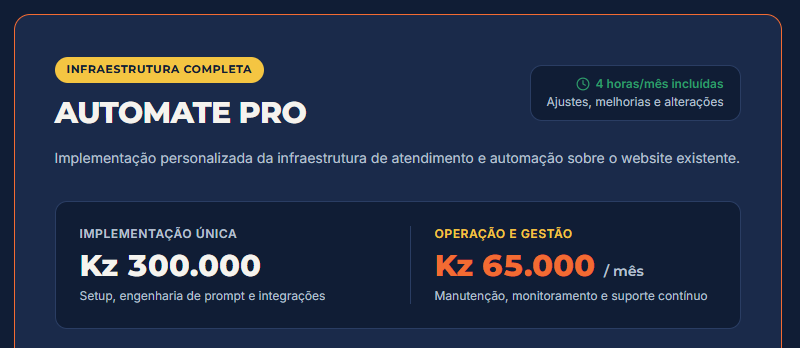 INFRAESTRUTURA COMPLETA
AUTOMATE PRO
4 horas/mês incluídas
Ajustes, melhorias e alterações
Implementação personalizada da infraestrutura de atendimento e automação sobre o website existente.
IMPLEMENTAÇÃO ÚNICA
Kz 300.000
Setup, engenharia de prompt e integrações
OPERAÇÃO E GESTÃO
Kz 65.000 / mês
Manutenção, monitoramento e suporte contínuo